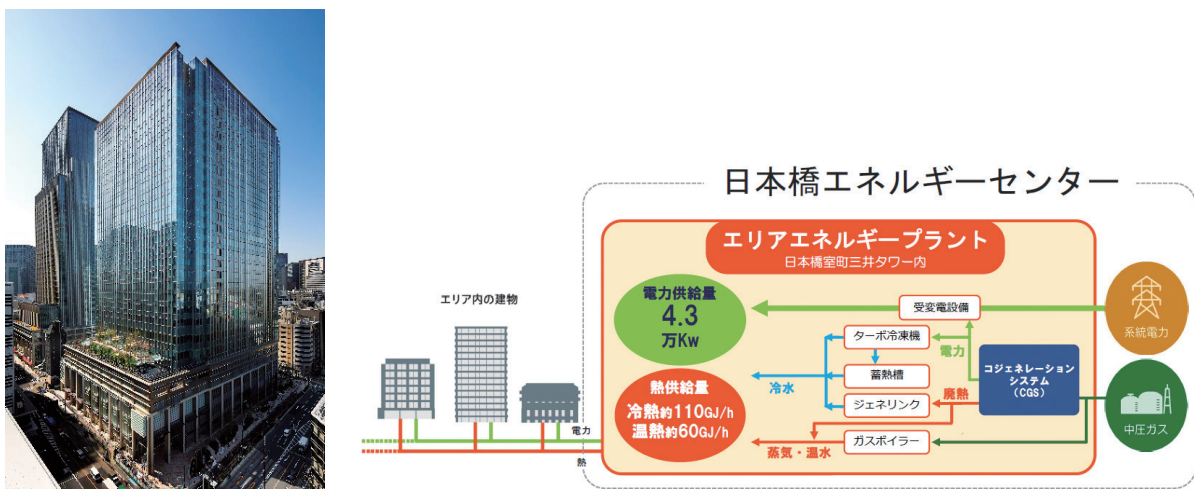 日本橋エネルギーセンター
エリアエネルギープラント
日本橋室町三井タワー内
エリア内の建物
電力供給量
4.3
万Kw
熱供給量
冷熱約110GJ/h
温熱約60GJ/h
電力
熱
受変電設備
ターボ冷凍機
電力
蓄熱槽
冷水
ジェネリンク
廃熱
ガスボイラー
蒸気・温水
コジェネレーション
システム
（CGS）
系統電力
中圧ガス